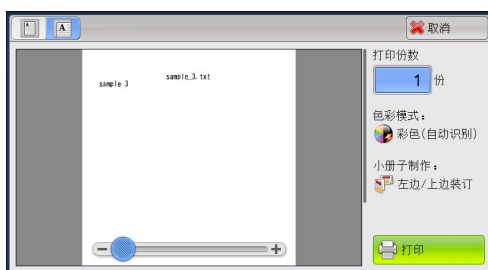 A
A
取消
sample_3.txt
sample 3
打印份数
1 份
色彩模式：
彩色(自动识别)
小册子制作：
左边/上边装订
打印